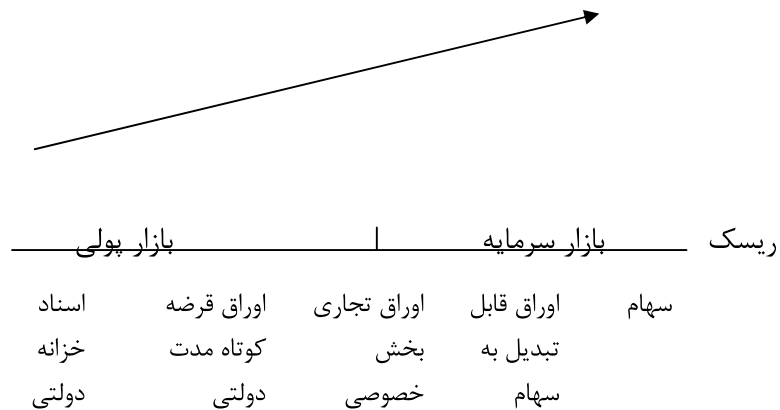 ریسک بازار سرمایه | بازار پولی
سهام اوراق قابل اوراق تجاری اوراق قرضه اسناد
تبدیل به بخش کوتاه مدت خزانه
سهام خصوصی دولتی دولتی